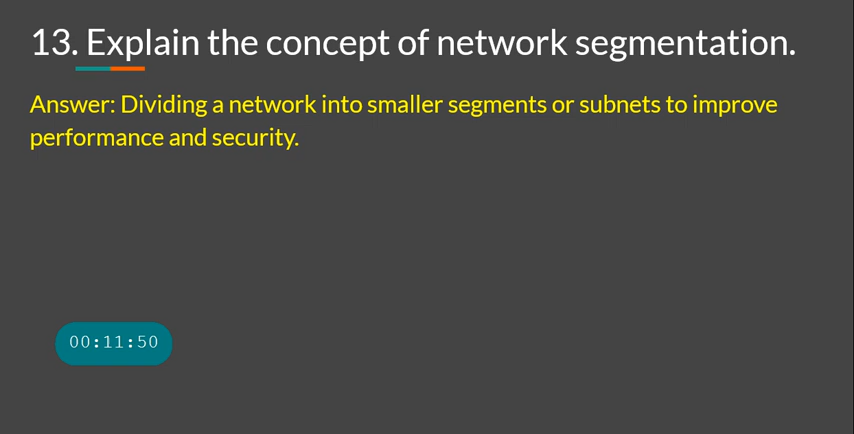 13. Explain the concept of network segmentation.
Answer: Dividing a network into smaller segments or subnets to improve
performance and security.
00:11:50